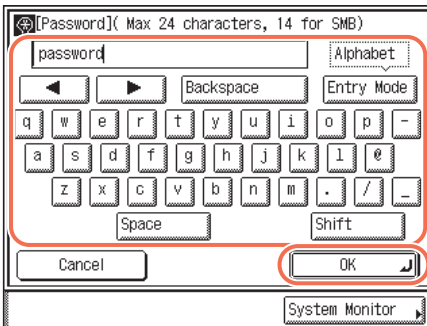 [Password]( Max 24 characters, 14 for SMB)
password Alphabet
◀ ▶ Backspace Entry Mode
q w e r t y u i o p -
a s d f g h j k l @
z x c v b n m . / _
Space Shift
Cancel OK
System Monitor